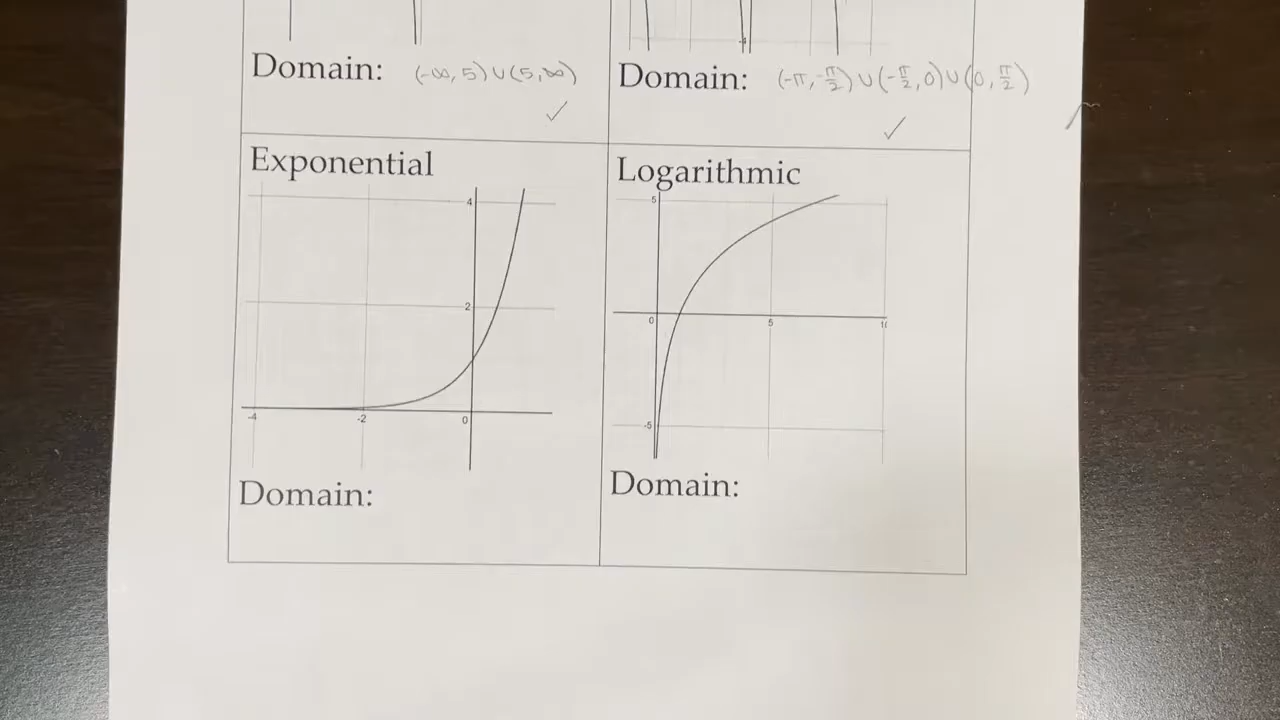 Domain: (-∞, 5) ∪ (5, ∞)
Domain: (-π, -π/2) ∪ (-π/2, 0) ∪ (0, π/2)
✓
✓
Exponential
4
2
-4
-2
0
Domain:
Logarithmic
5
0
5
10
-5
Domain: